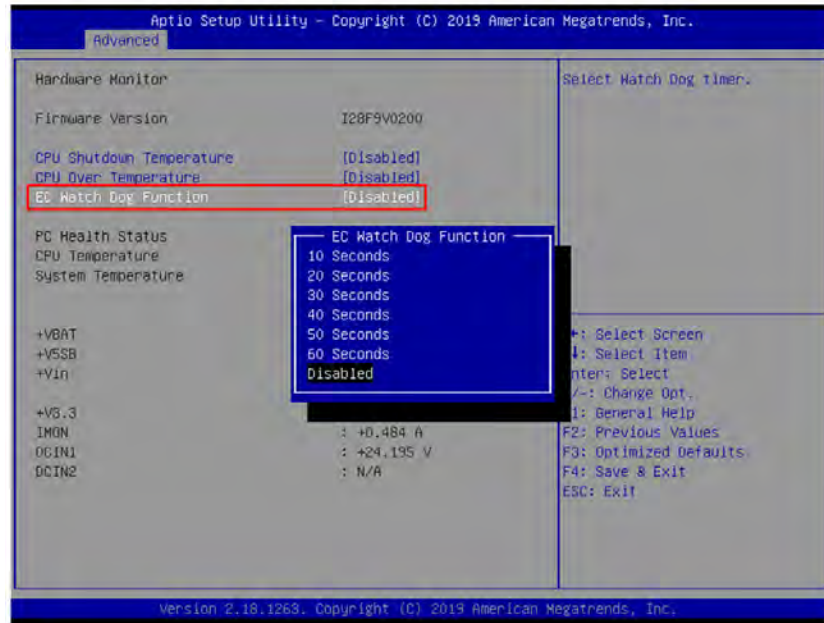 Aptio Setup Utility – Copyright (C) 2019 American Megatrends, Inc.
Advanced
Hardware Monitor
Select Watch Dog timer.
Firmware Version I28F9V0200
CPU Shutdown Temperature [Disabled]
CPU Over Temperature [Disabled]
EC Watch Dog Function [Disabled]
PC Health Status
CPU Temperature
System Temperature
EC Watch Dog Function
10 Seconds
20 Seconds
30 Seconds
40 Seconds
50 Seconds
60 Seconds
Disabled
+VBAT
+V5SB
+Vin
+V3.3
IMON : +0.484 A
DCIN1 : +24.195 V
DCIN2 : N/A
: Select Screen
: Select Item
nter: Select
/-: Change Opt.
1: General Help
F2: Previous Values
F3: Optimized Defaults
F4: Save & Exit
ESC: Exit
Version 2.18.1263. Copyright (C) 2019 American Megatrends, Inc.